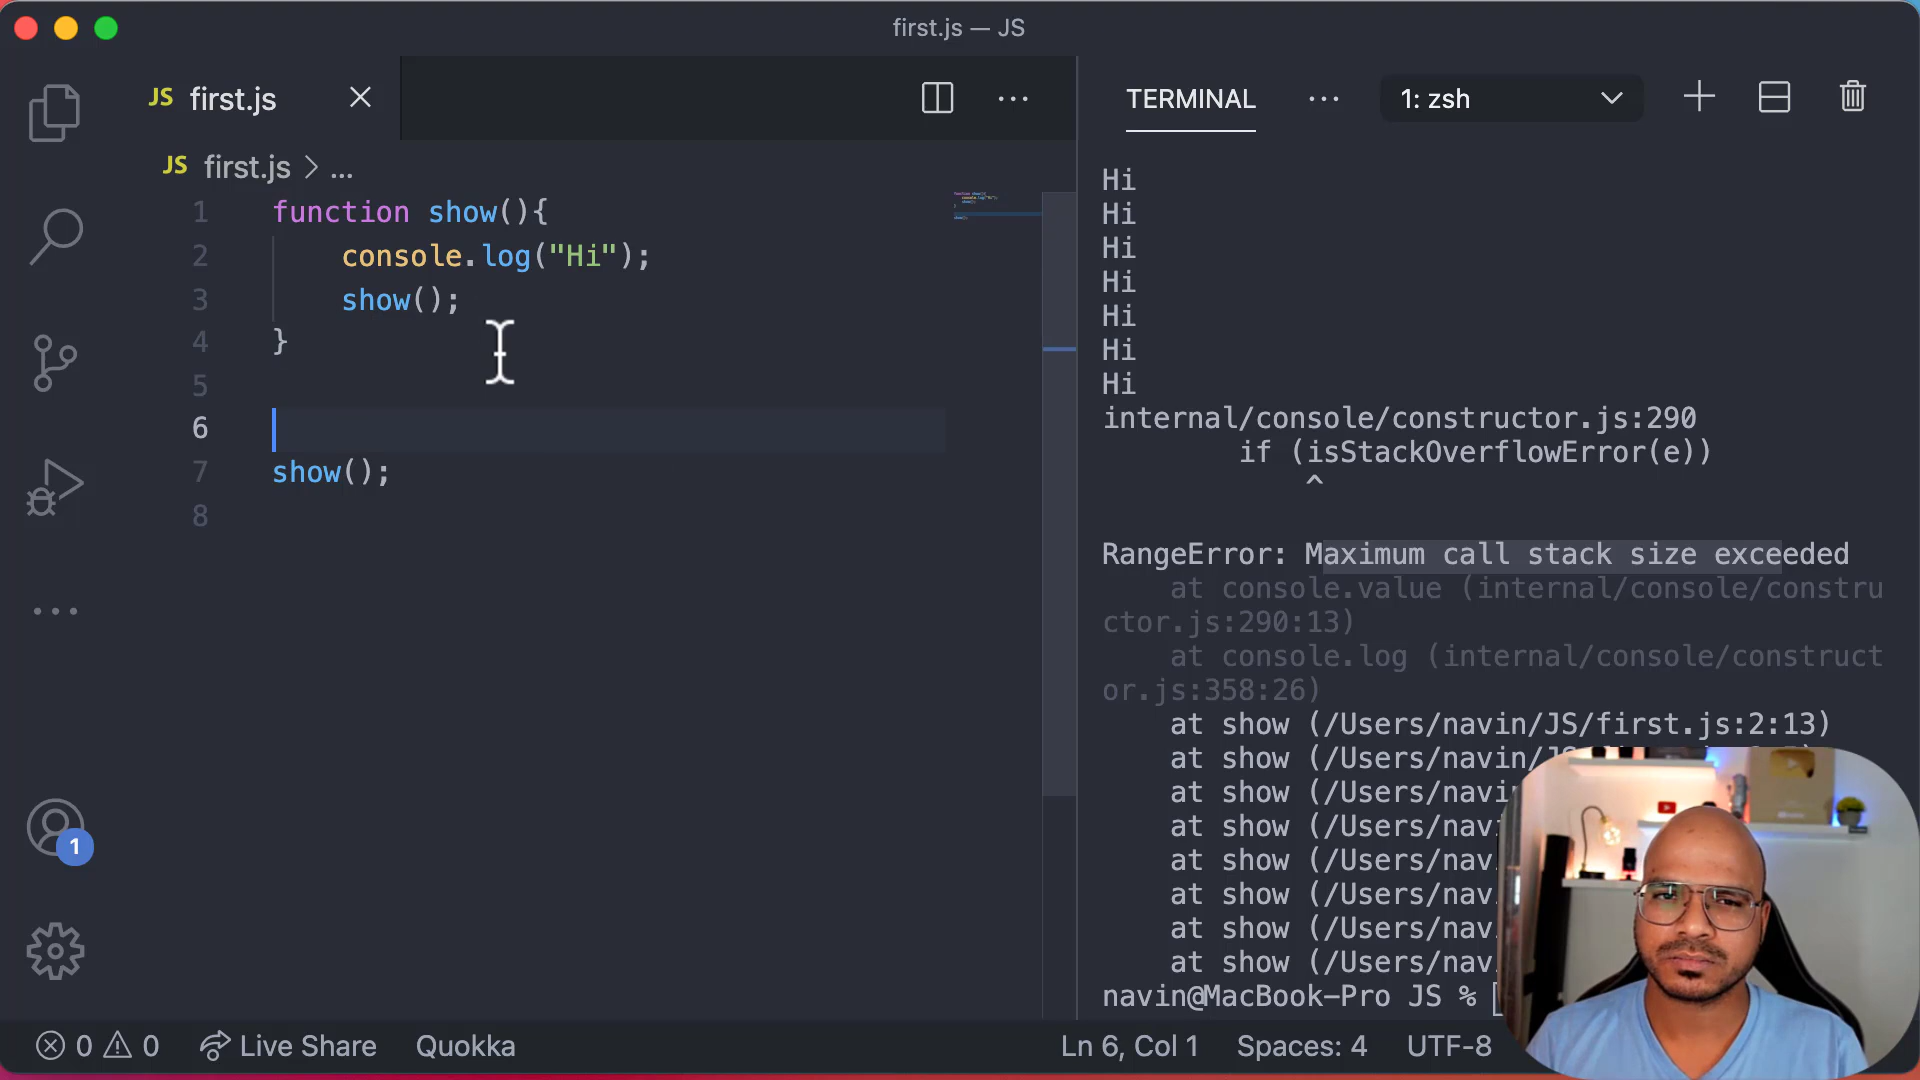 first.js — JS
JS first.js
JS first.js > ...
1 function show(){
2 console.log("Hi");
3 show();
4 }
5
6
7 show();
8
TERMINAL
1: zsh
Hi
Hi
Hi
Hi
Hi
Hi
Hi
internal/console/constructor.js:290
if (isStackOverflowError(e))
^
RangeError: Maximum call stack size exceeded
at console.value (internal/console/constru
ctor.js:290:13)
at console.log (internal/console/construct
or.js:358:26)
at show (/Users/navin/JS/first.js:2:13)
at show (/Users/navin/
at show (/Users/navi
at show (/Users/nav
at show (/Users/nav
at show (/Users/nav
at show (/Users/nav
at show (/Users/nav
navin@MacBook-Pro JS %
1
0 0 Live Share Quokka
Ln 6, Col 1 Spaces: 4 UTF-8